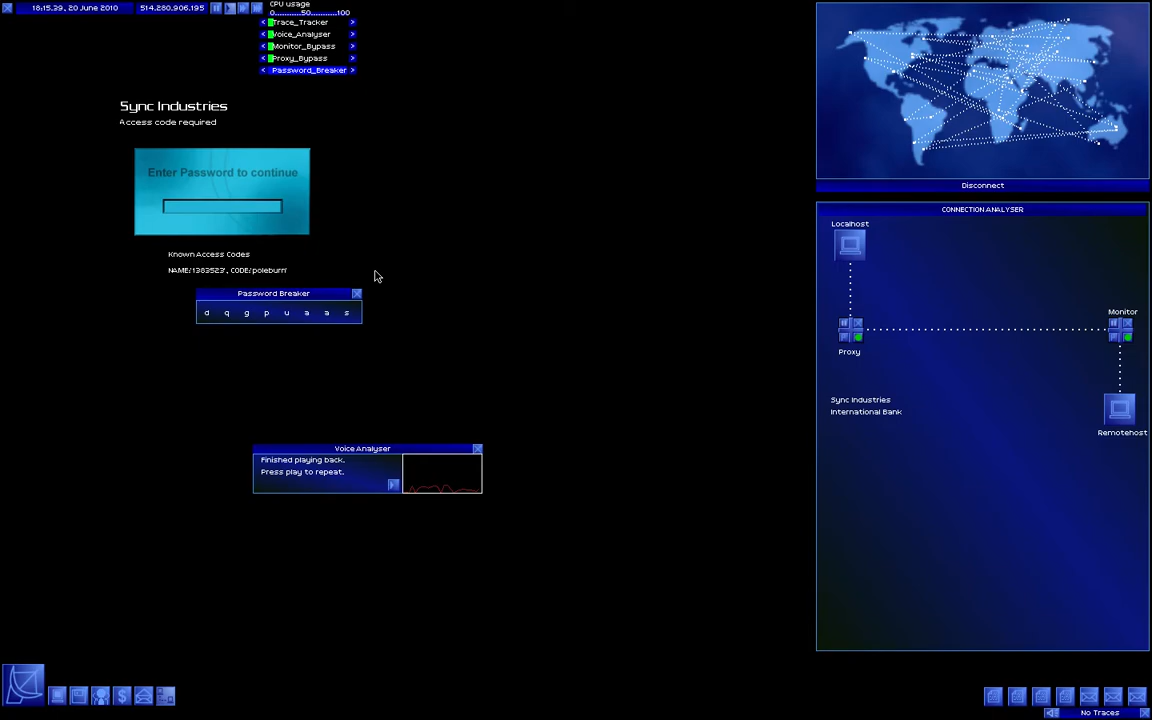 18:15.39, 20 June 2010
514.280.906.195
CPU usage
0..........50..........100
Trace_Tracker
Voice_Analyser
Monitor_Bypass
Proxy_Bypass
Password_Breaker
Sync Industries
Access code required
Enter Password to continue
Known Access Codes
NAME/'1383523', CODE/'poleburn'
Password Breaker
d q g p u a a s
Voice Analyser
Finished playing back.
Press play to repeat.
Disconnect
CONNECTION ANALYSER
Localhost
Monitor
Proxy
Sync Industries
International Bank
Remotehost
No Traces